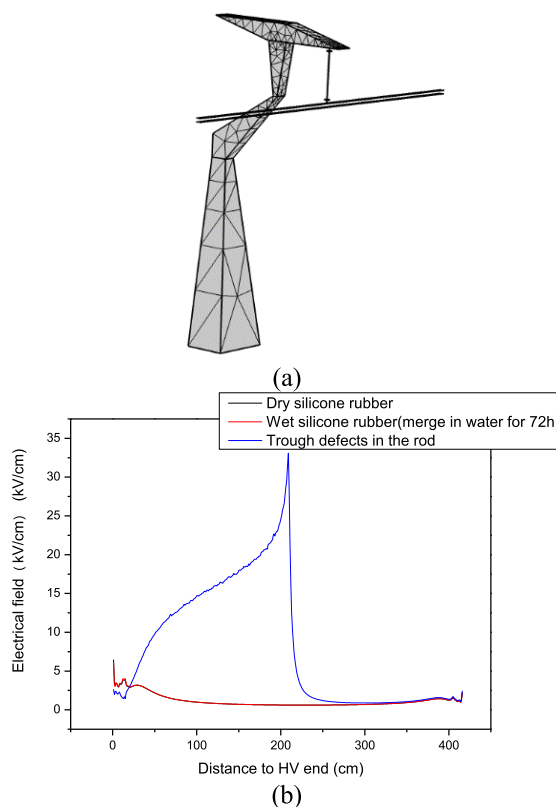 (a)
Dry silicone rubber
Wet silicone rubber(merge in water for 72h
Trough defects in the rod
35
30
25
20
15
10
5
0
Electrical field ( kV/cm) (kV/cm)
0
100
200
300
400
Distance to HV end (cm)
(b)